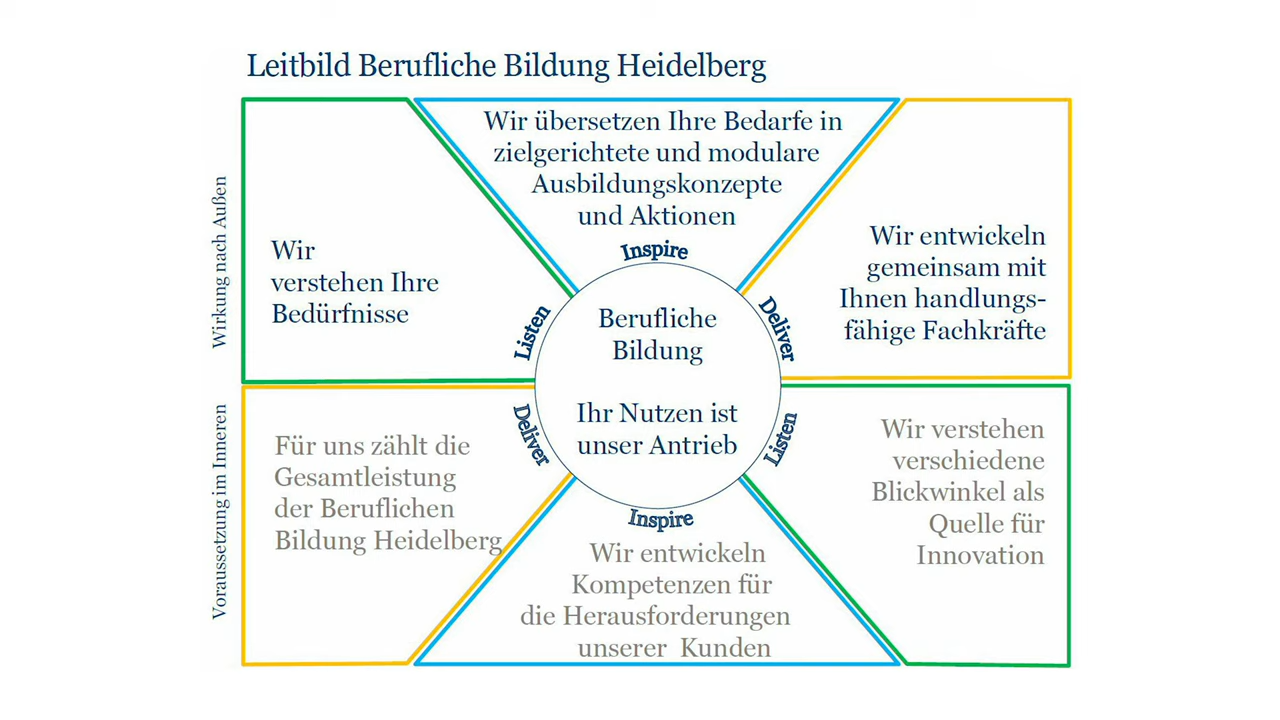 Leitbild Berufliche Bildung Heidelberg
Wirkung nach Außen
Wir
verstehen Ihre
Bedürfnisse
Listen
Wir übersetzen Ihre Bedarfe in
zielgerichtete und modulare
Ausbildungskonzepte
und Aktionen
Inspire
Wir entwickeln
gemeinsam mit
Ihnen handlungs-
fähige Fachkräfte
Deliver
Berufliche
Bildung
Ihr Nutzen ist
unser Antrieb
Voraussetzung im Inneren
Für uns zählt die
Gesamtleistung
der Beruflichen
Bildung Heidelberg
Deliver
Inspire
Wir entwickeln
Kompetenzen für
die Herausforderungen
unserer  Kunden
Listen
Wir verstehen
verschiedene
Blickwinkel als
Quelle für
Innovation